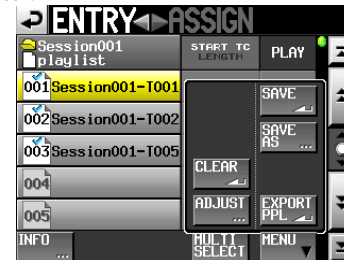 ENTRY ASSIGN
Session001 START TC PLAY
playlist LENGTH
001 Session001-T001 SAVE
002 Session001-T002 SAVE AS ...
003 Session001-T005
CLEAR
004
005 ADJUST ... EXPORT PPL
INFO ... MULTI SELECT MENU